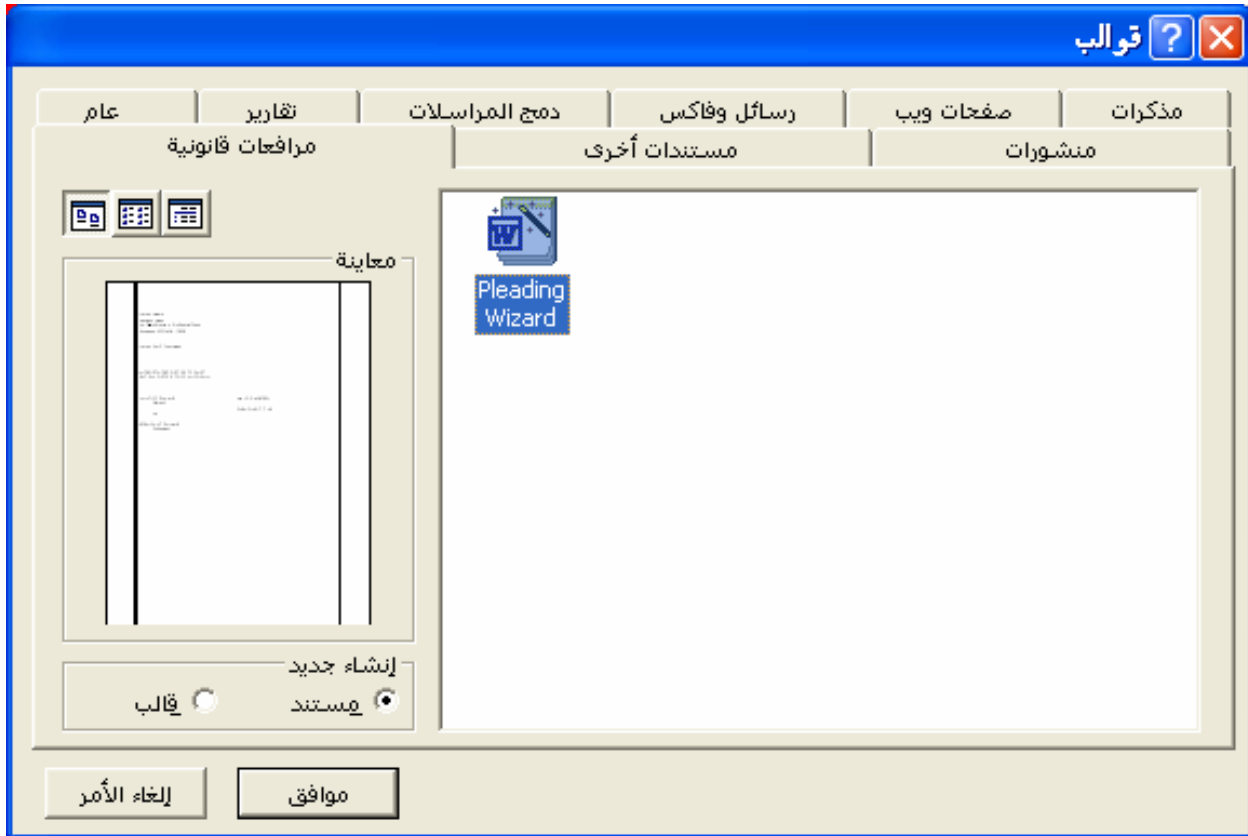 قوالب
مذكرات
صفحات ويب
رسائل وفاكس
دمج المراسلات
تقارير
عام
منشورات
مستندات أخرى
مرافعات قانونية
Pleading
Wizard
معاينة
إنشاء جديد
مستند
قالب
موافق
إلغاء الأمر